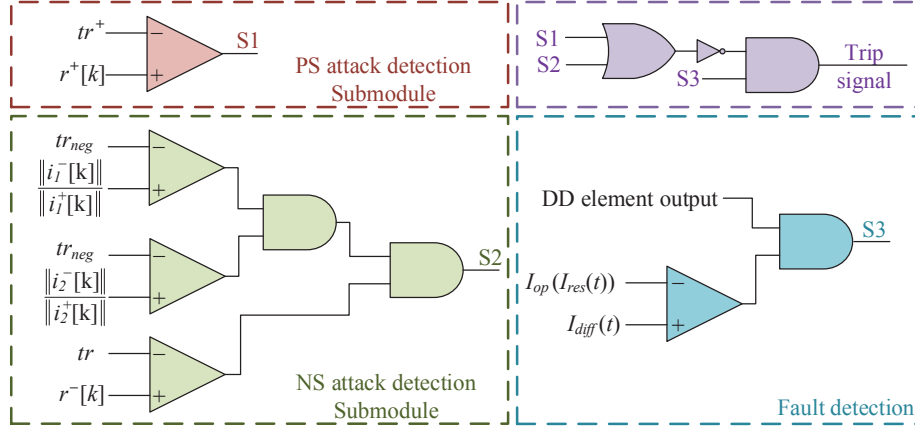 tr⁺
r⁺[k]
S1
PS attack detection
Submodule
S1
S2
S3
Trip
signal
tr_neg
‖i₁⁻[k]‖
‖i₁⁺[k]‖
tr_neg
‖i₂⁻[k]‖
‖i₂⁺[k]‖
tr
r⁻[k]
S2
NS attack detection
Submodule
DD element output
S3
I_op(I_res(t))
I_diff(t)
Fault detection